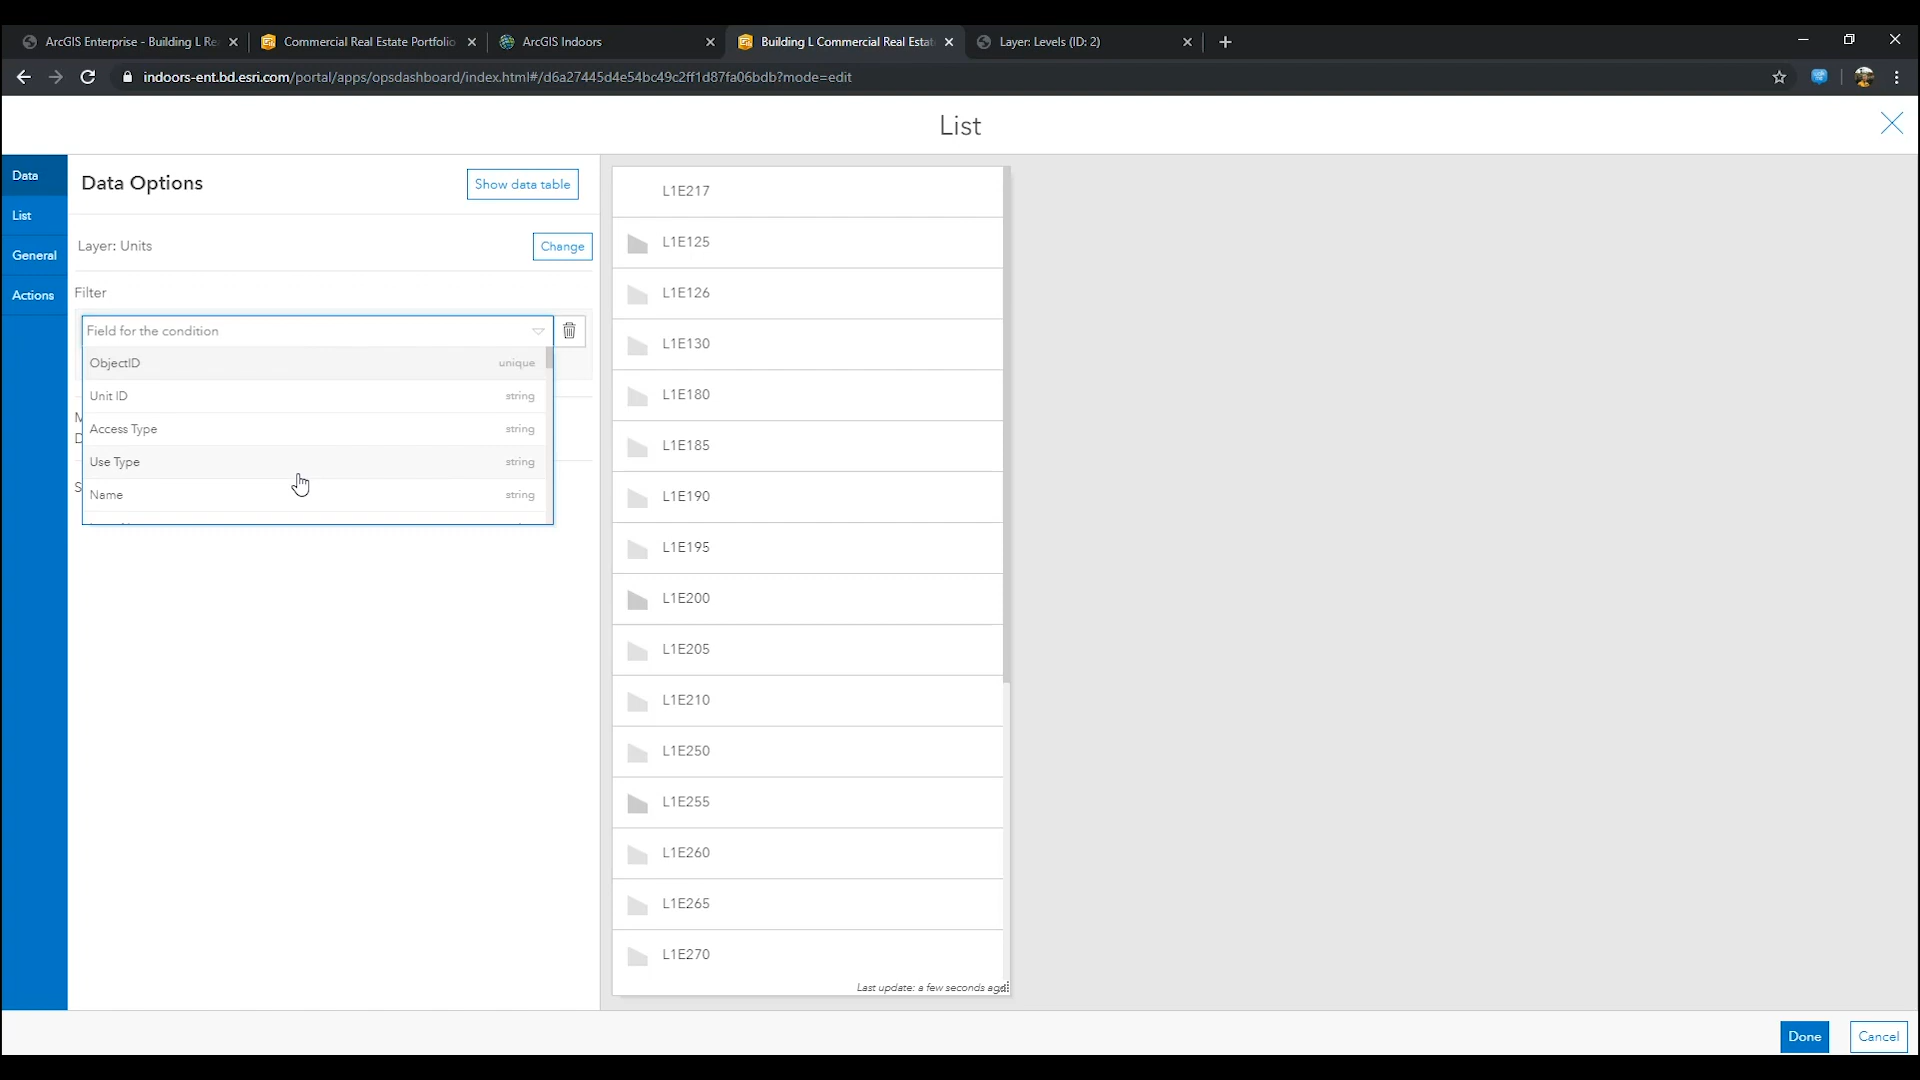 ArcGIS Enterprise - Building L Re
Commercial Real Estate Portfolio
ArcGIS Indoors
Building L Commercial Real Estat
Layer: Levels (ID: 2)
indoors-ent.bd.esri.com/portal/apps/opsdashboard/index.html#/d6a27445d4e54bc49c2ff1d87fa06bdb?mode=edit
List
Data
List
General
Actions
Data Options
Show data table
Layer: Units
Change
Filter
Field for the condition
ObjectID unique
Unit ID string
Access Type string
Use Type string
Name string
M
D
S
L1E217
L1E125
L1E126
L1E130
L1E180
L1E185
L1E190
L1E195
L1E200
L1E205
L1E210
L1E250
L1E255
L1E260
L1E265
L1E270
Last update: a few seconds ago
Done
Cancel